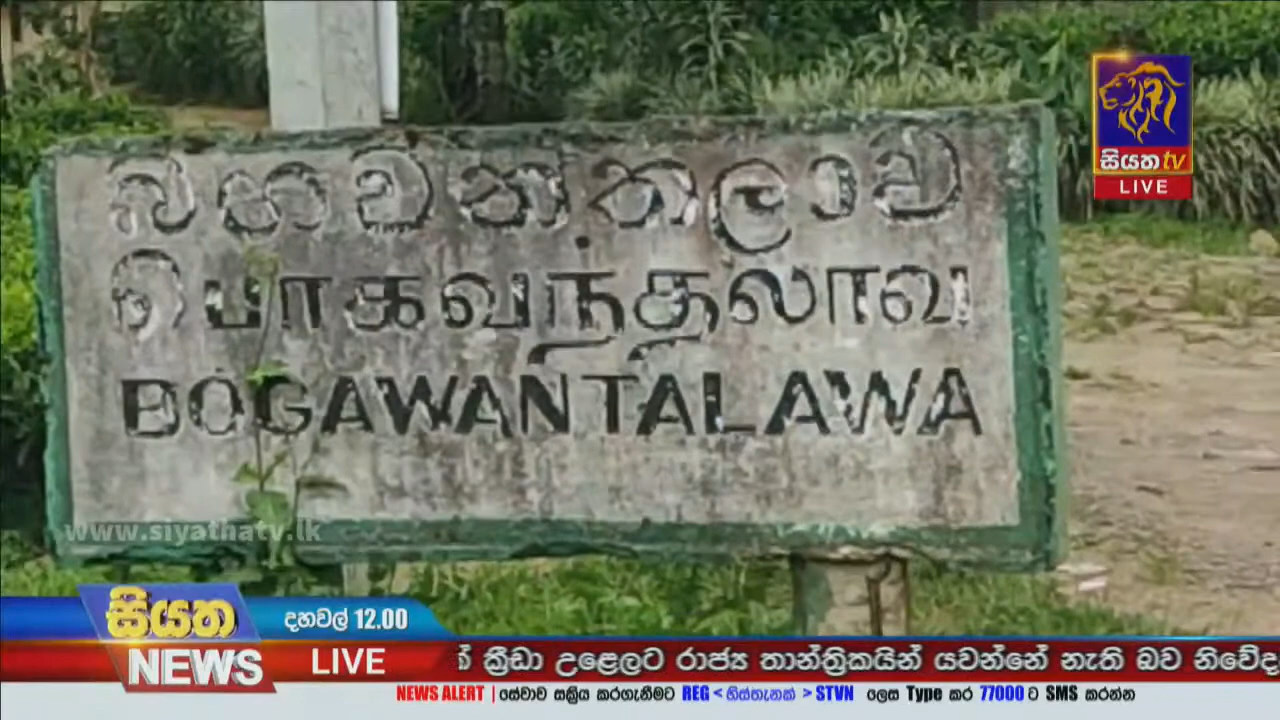 සියත tv
LIVE
බගවන්තලාව
பொகவந்தலாவ
BOGAWANTALAWA
www.siyathatv.lk
සියත
දහවල් 12.00
NEWS
LIVE
ක්‍රීඩා උළෙලට රාජ්‍ය තාන්ත්‍රිකයින් යවන්නේ නැති බව නිවේද
NEWS ALERT | සේවාව සක්‍රිය කරගැනීමට REG < හිස්තැනක් > STVN ලෙස Type කර 77000 ට SMS කරන්න